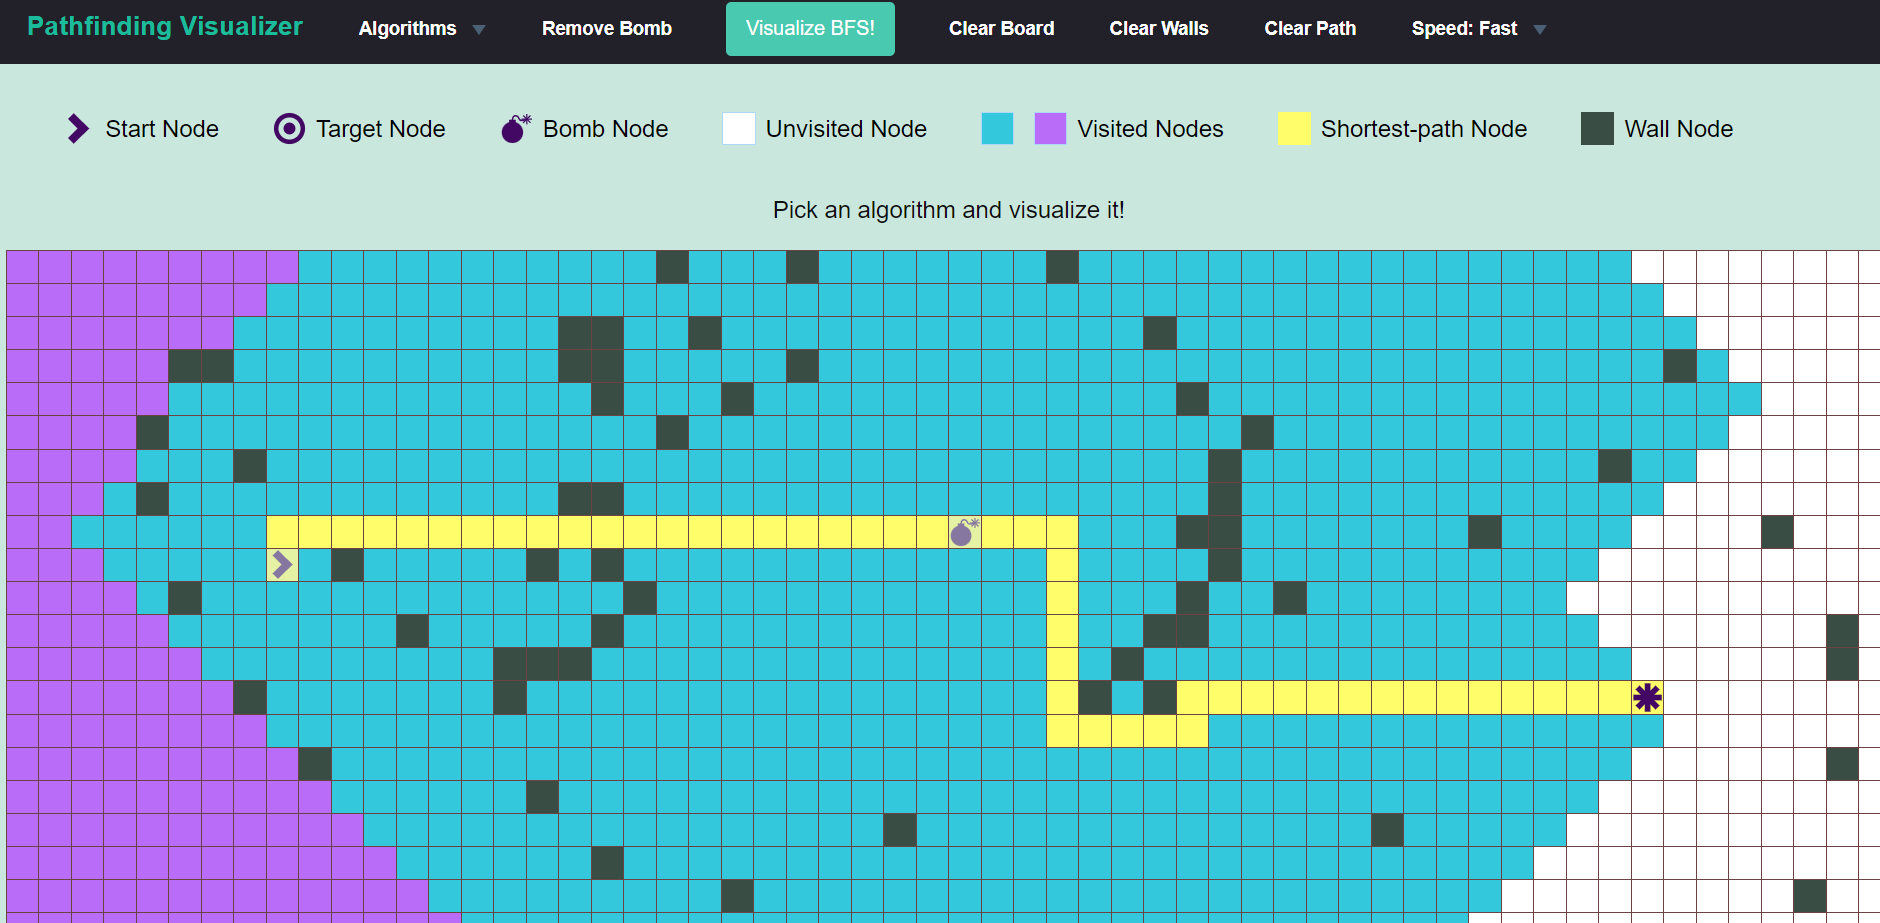 Pathfinding Visualizer Algorithms Remove Bomb Visualize BFS! Clear Board Clear Walls Clear Path Speed: Fast
Start Node Target Node Bomb Node Unvisited Node Visited Nodes Shortest-path Node Wall Node
Pick an algorithm and visualize it!